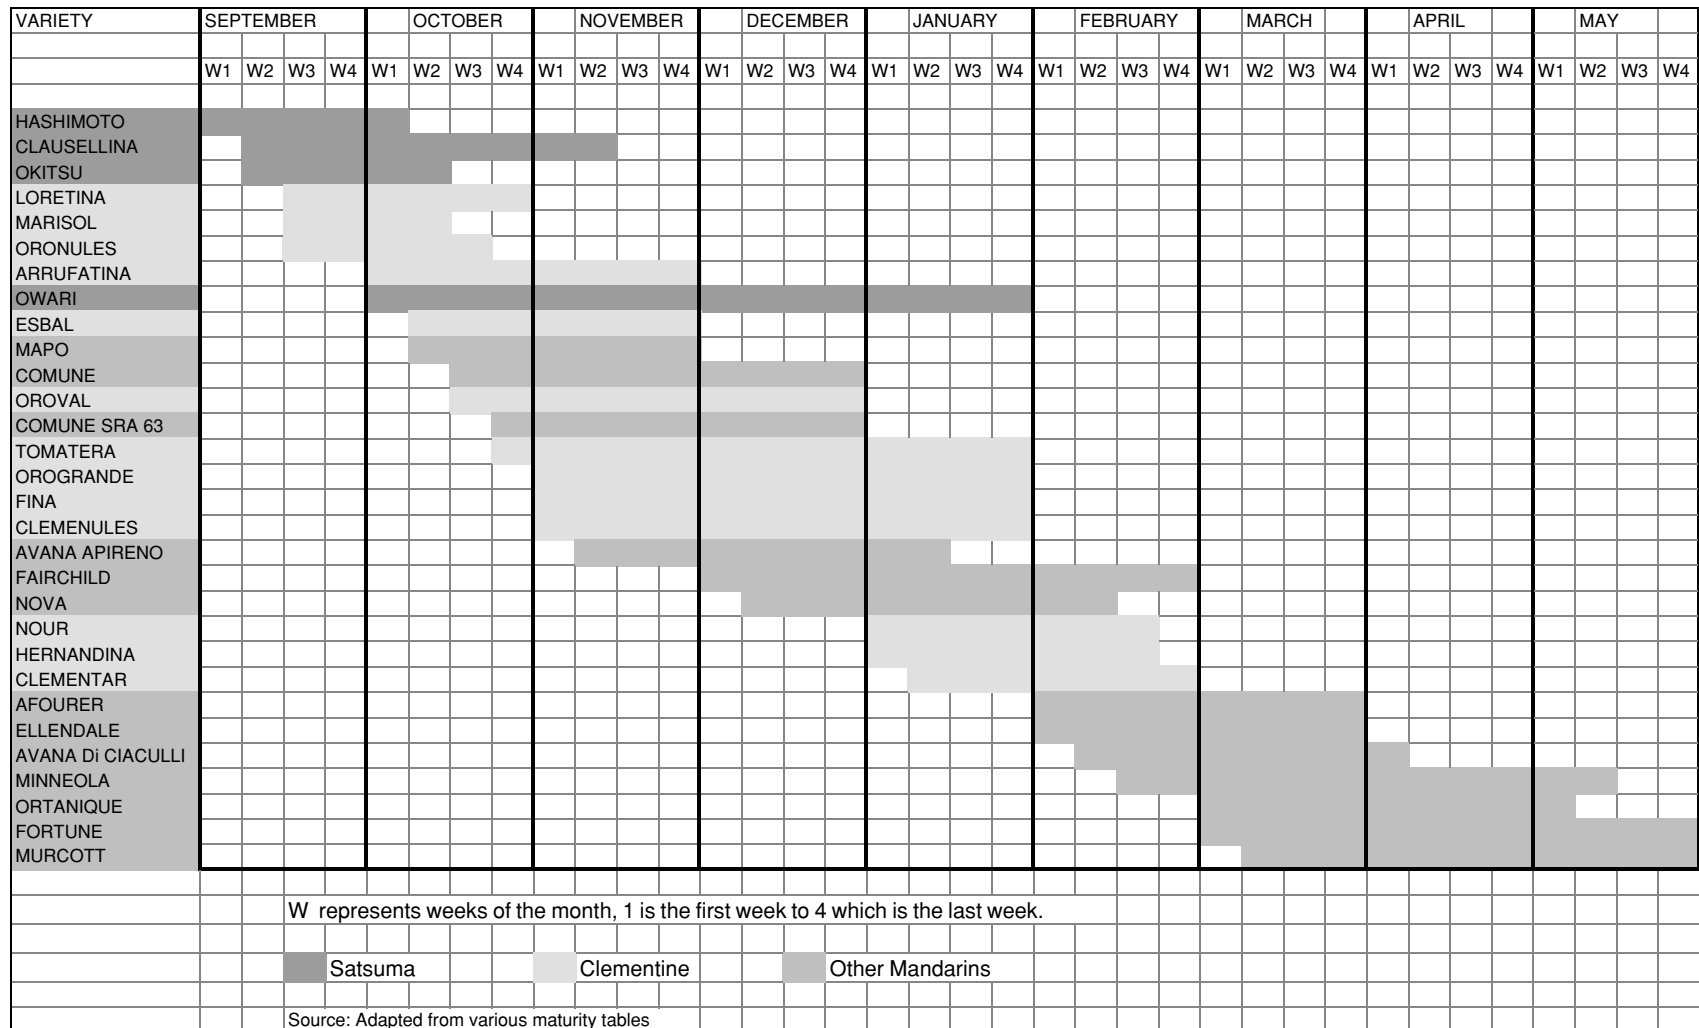 VARIETY SEPTEMBER OCTOBER NOVEMBER DECEMBER JANUARY FEBRUARY MARCH APRIL MAY
W1 W2 W3 W4 W1 W2 W3 W4 W1 W2 W3 W4 W1 W2 W3 W4 W1 W2 W3 W4 W1 W2 W3 W4 W1 W2 W3 W4 W1 W2 W3 W4 W1 W2 W3 W4
HASHIMOTO
CLAUSELLINA
OKITSU
LORETINA
MARISOL
ORONULES
ARRUFATINA
OWARI
ESBAL
MAPO
COMUNE
OROVAL
COMUNE SRA 63
TOMATERA
OROGRANDE
FINA
CLEMENULES
AVANA APIRENO
FAIRCHILD
NOVA
NOUR
HERNANDINA
CLEMENTAR
AFOURER
ELLENDALE
AVANA Di CIACULLI
MINNEOLA
ORTANIQUE
FORTUNE
MURCOTT
W represents weeks of the month, 1 is the first week to 4 which is the last week.
Satsuma Clementine Other Mandarins
Source: Adapted from various maturity tables